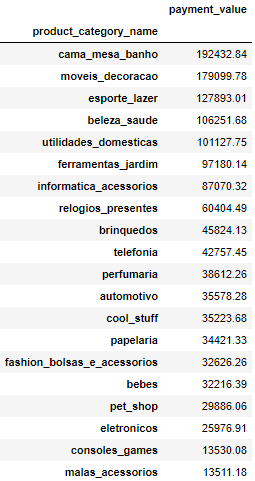 payment_value
product_category_name
cama_mesa_banho 192432.84
moveis_decoracao 179099.78
esporte_lazer 127893.01
beleza_saude 106251.68
utilidades_domesticas 101127.75
ferramentas_jardim 97180.14
informatica_acessorios 87070.32
relogios_presentes 60404.49
brinquedos 45824.13
telefonia 42757.45
perfumaria 38612.26
automotivo 35578.28
cool_stuff 35223.68
papelaria 34421.33
fashion_bolsas_e_acessorios 32626.26
bebes 32216.39
pet_shop 29886.06
eletronicos 25976.91
consoles_games 13530.08
malas_acessorios 13511.18